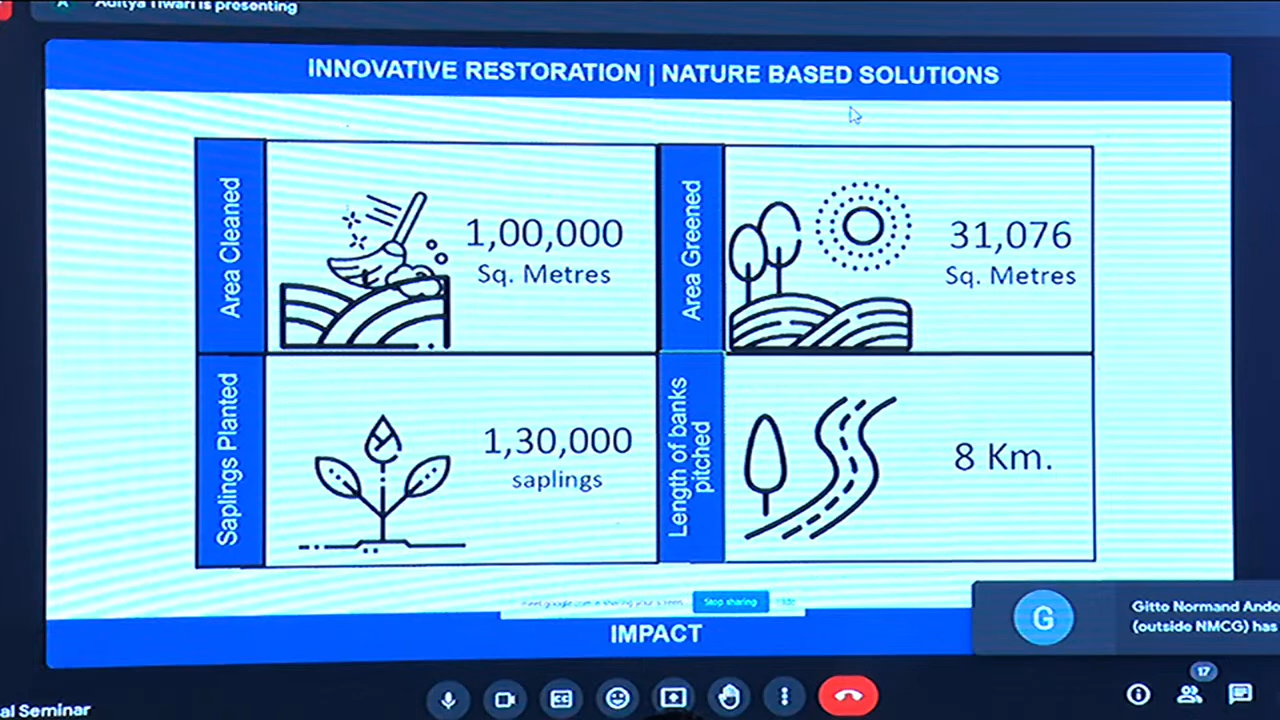 Aditya Tiwari is presenting
INNOVATIVE RESTORATION | NATURE BASED SOLUTIONS
Area Cleaned
1,00,000
Sq. Metres
Area Greened
31,076
Sq. Metres
Saplings Planted
1,30,000
saplings
Length of banks
pitched
8 Km.
Stop sharing
IMPACT
G
Gitto Normand Ando
(outside NMCG) has
17
CC
al Seminar